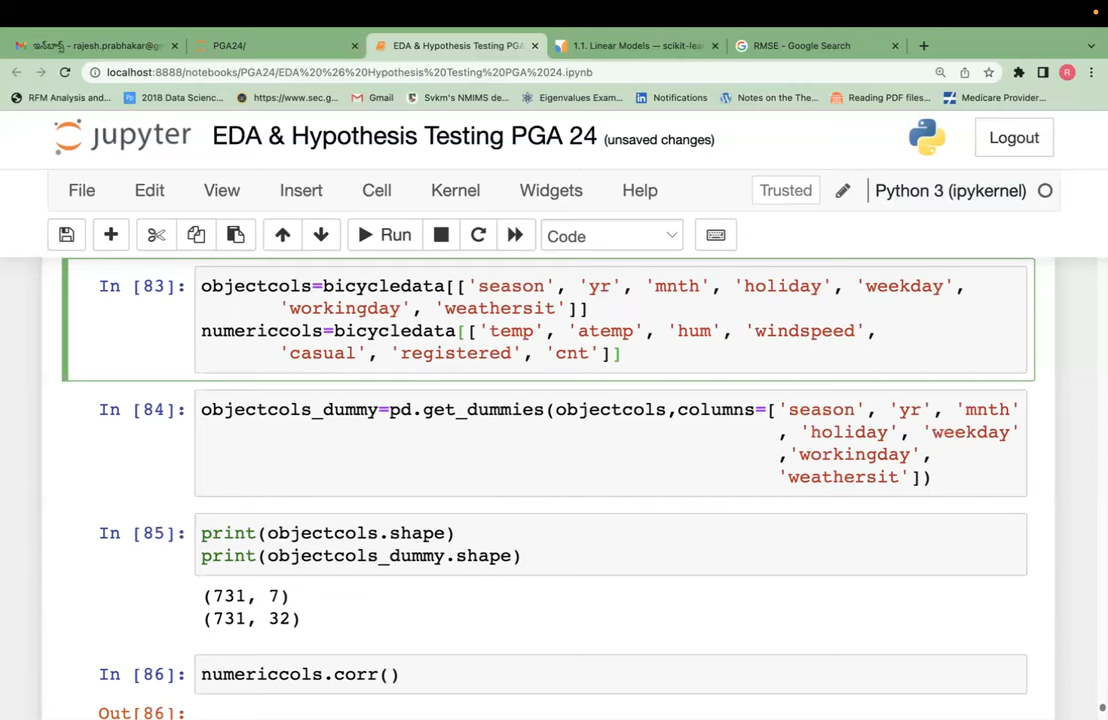 ఇన్‌బాక్స్ - rajesh.prabhakar@gm
PGA24/
EDA & Hypothesis Testing PGA
1.1. Linear Models — scikit-lear
RMSE - Google Search
localhost:8888/notebooks/PGA24/EDA%20%26%20Hypothesis%20Testing%20PGA%2024.ipynb
R
RFM Analysis and...
2018 Data Scienc...
https://www.sec.g...
Gmail
Svkm's NMIMS de...
Eigenvalues Exam...
Notifications
Notes on the The...
Reading PDF files...
Medicare Provider...
jupyter EDA & Hypothesis Testing PGA 24 (unsaved changes)
Logout
File Edit View Insert Cell Kernel Widgets Help
Trusted
Python 3 (ipykernel)
Run
Code
In [83]: objectcols=bicycledata[['season', 'yr', 'mnth', 'holiday', 'weekday',
'workingday', 'weathersit']]
numericcols=bicycledata[['temp', 'atemp', 'hum', 'windspeed',
'casual', 'registered', 'cnt']]
In [84]: objectcols_dummy=pd.get_dummies(objectcols,columns=['season', 'yr', 'mnth'
, 'holiday', 'weekday'
,'workingday',
'weathersit'])
In [85]: print(objectcols.shape)
print(objectcols_dummy.shape)
(731, 7)
(731, 32)
In [86]: numericcols.corr()
Out[86]: